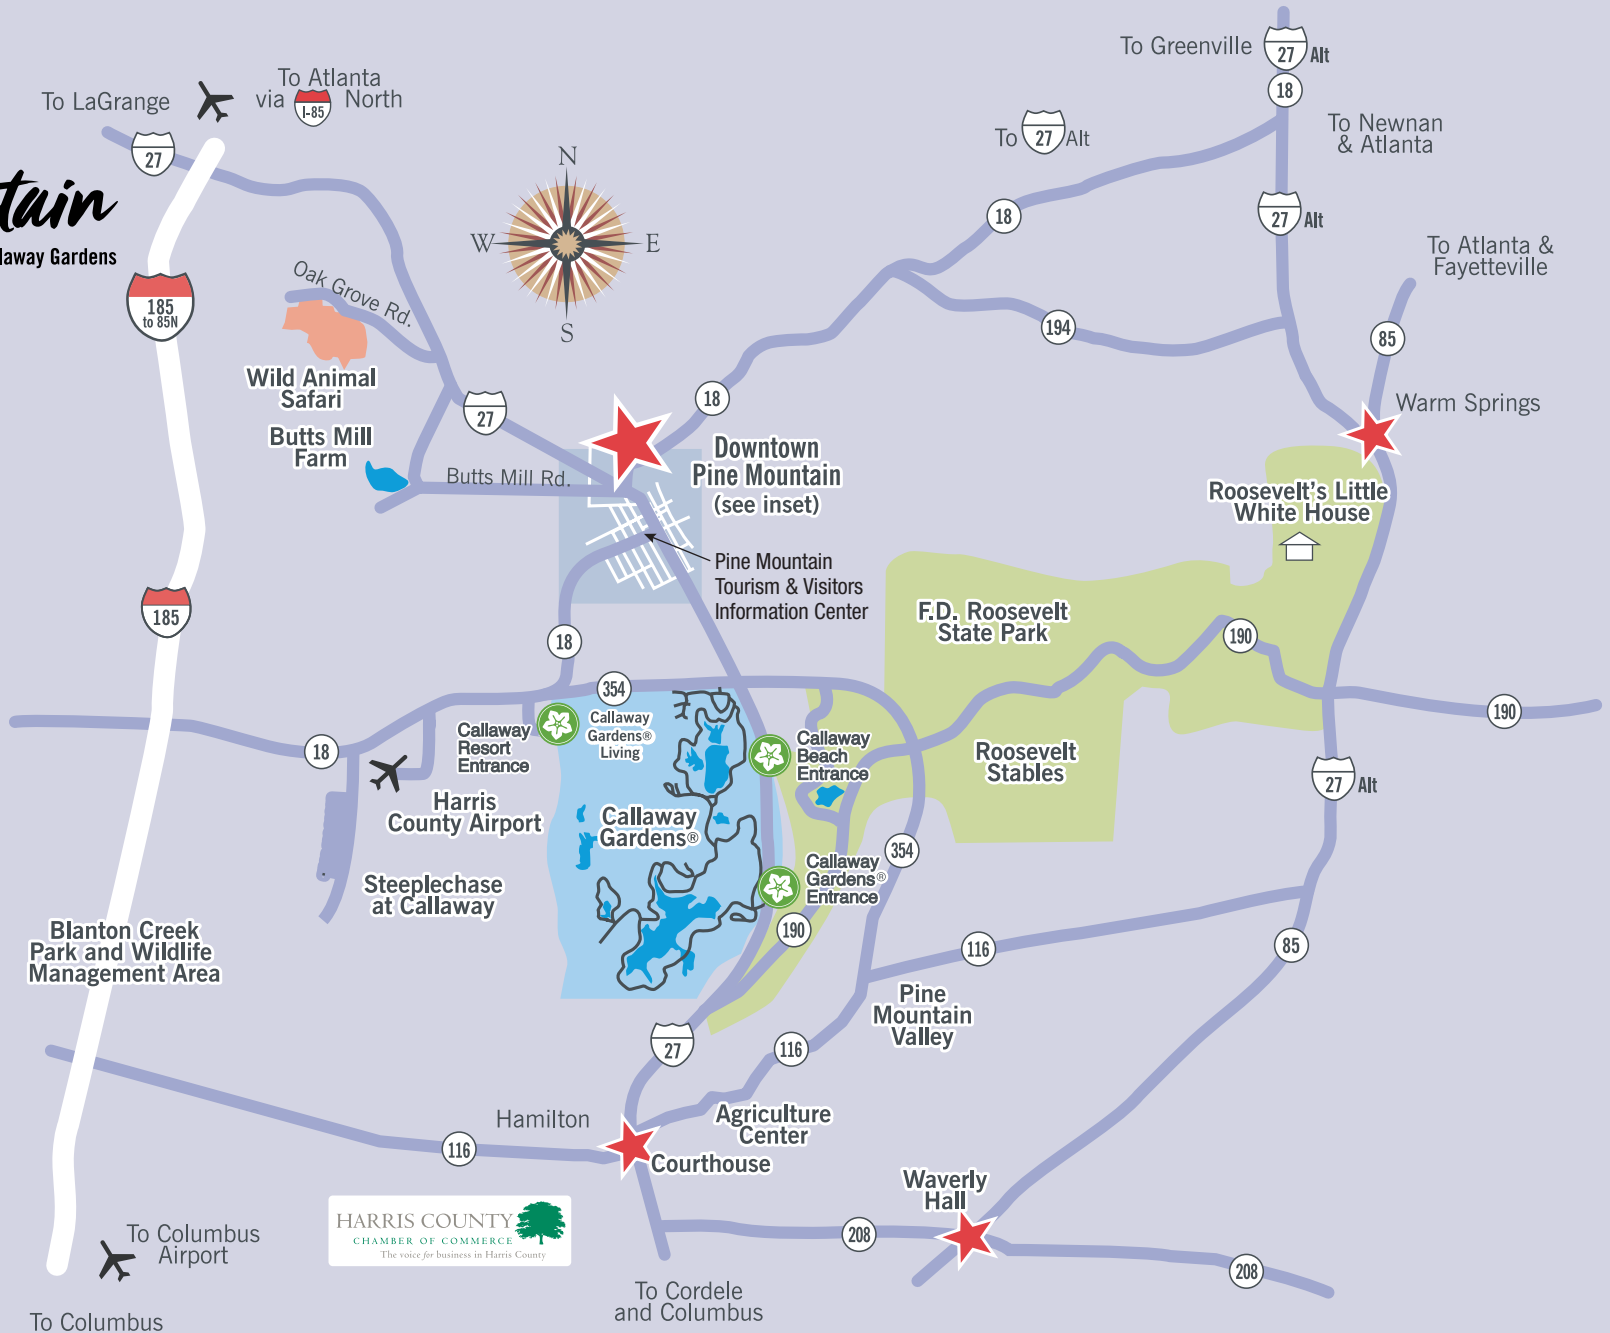 To Greenville
27 Alt
18
To Atlanta
via I-85 North
To LaGrange
27
To Newnan
& Atlanta
To 27 Alt
N
W E
S
tain
laway Gardens
18
27 Alt
To Atlanta &
Fayetteville
Oak Grove Rd.
185
to 85N
194
85
Wild Animal
Safari
27
18
Warm Springs
Butts Mill
Farm
Butts Mill Rd.
Downtown
Pine Mountain
(see inset)
Roosevelt's Little
White House
Pine Mountain
Tourism & Visitors
Information Center
185
F.D. Roosevelt
State Park
18
190
354
190
Callaway
Resort
Entrance
Callaway
Gardens®
Living
Callaway
Beach
Entrance
18
Roosevelt
Stables
27 Alt
Harris
County Airport
Callaway
Gardens®
354
Callaway
Gardens®
Entrance
Steeplechase
at Callaway
190
116
85
Blanton Creek
Park and Wildlife
Management Area
Pine
Mountain
Valley
27
116
Hamilton
Agriculture
Center
116
Courthouse
Waverly
Hall
HARRIS COUNTY
CHAMBER OF COMMERCE
The voice for business in Harris County
208
208
To Columbus
Airport
To Cordele
and Columbus
To Columbus